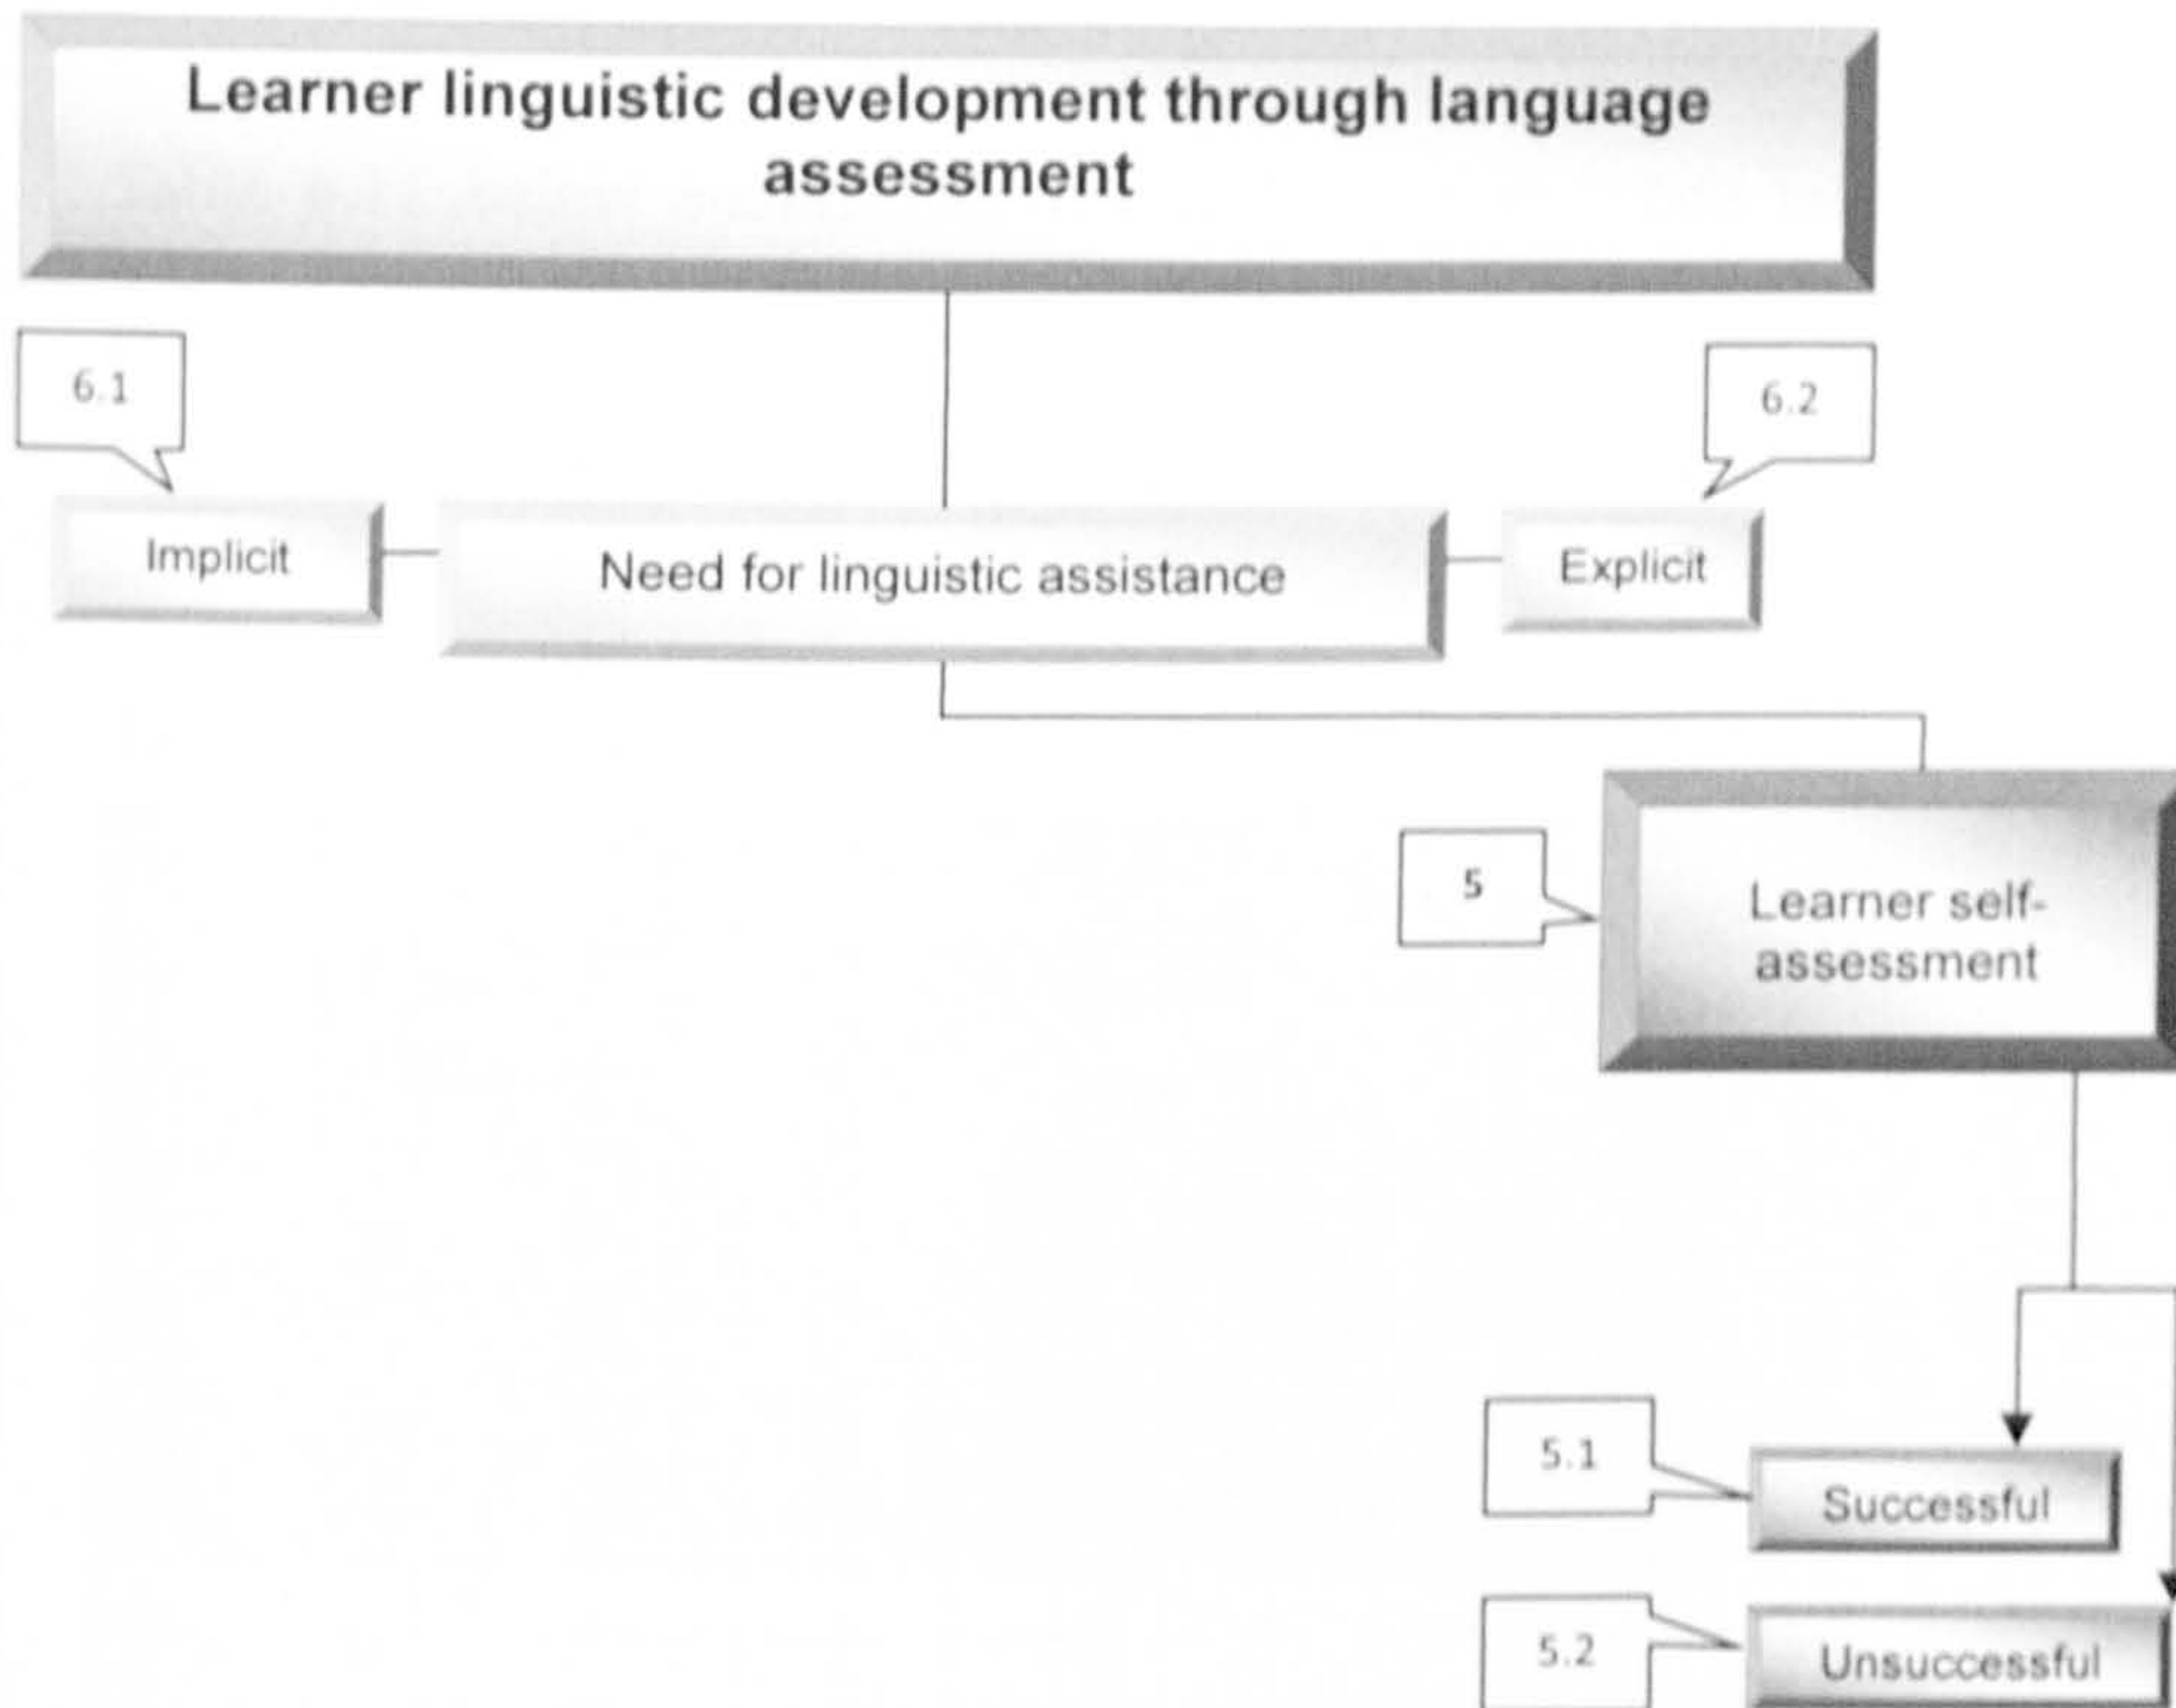 Learner linguistic development through language
assessment
6.1
6.2
Implicit
Need for linguistic assistance
Explicit
5
Learner self-
assessment
5.1
Successful
5.2
Unsuccessful